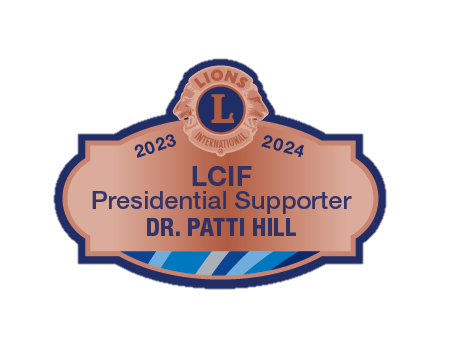 LIONS
L
INTERNATIONAL
®
2023 2024
LCIF
Presidential Supporter
DR. PATTI HILL